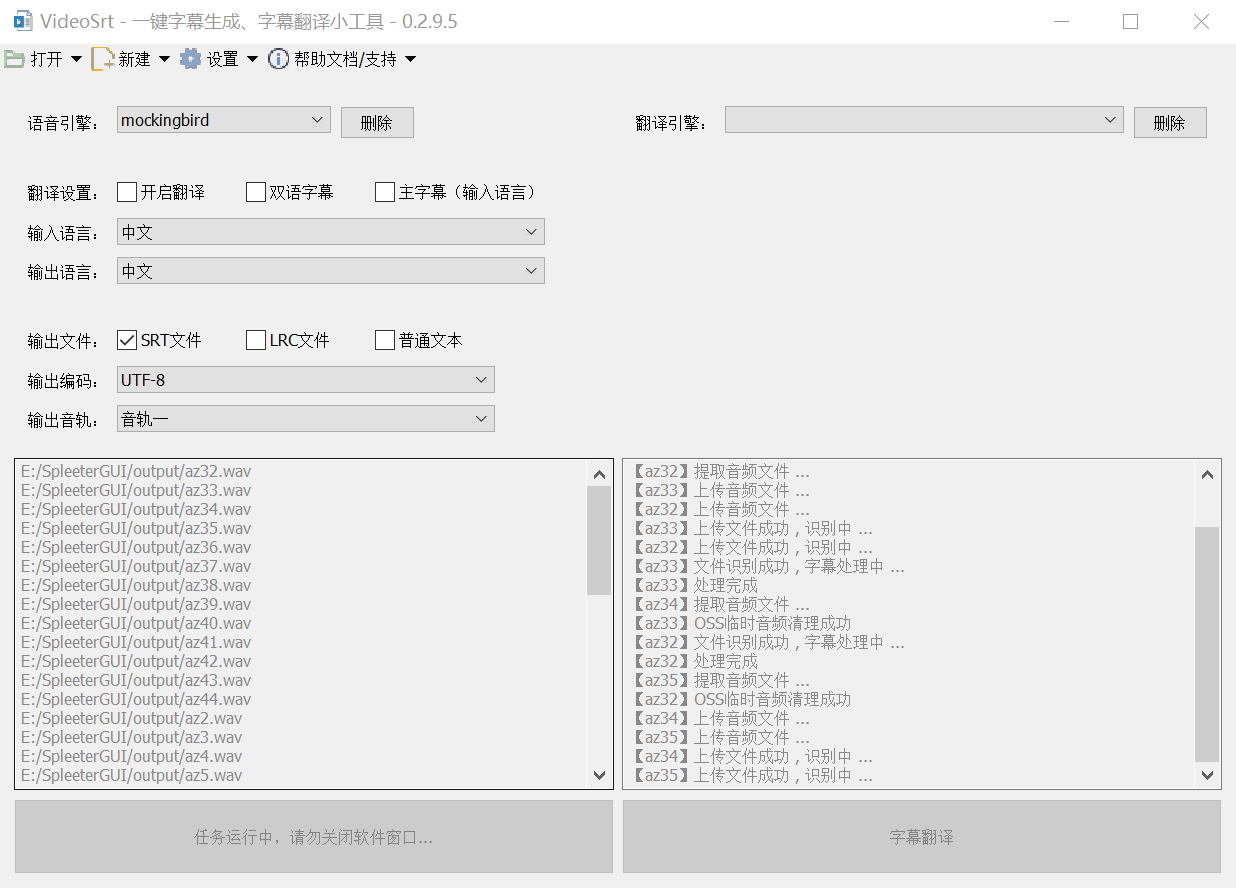 VideoSrt - 一键字幕生成、字幕翻译小工具 - 0.2.9.5
打开 新建 设置 帮助文档/支持
语音引擎： mockingbird 删除 翻译引擎： 删除
翻译设置： 开启翻译 双语字幕 主字幕（输入语言）
输入语言： 中文
输出语言： 中文
输出文件： SRT文件 LRC文件 普通文本
输出编码： UTF-8
输出音轨： 音轨一
E:/SpleeterGUI/output/az32.wav
E:/SpleeterGUI/output/az33.wav
E:/SpleeterGUI/output/az34.wav
E:/SpleeterGUI/output/az35.wav
E:/SpleeterGUI/output/az36.wav
E:/SpleeterGUI/output/az37.wav
E:/SpleeterGUI/output/az38.wav
E:/SpleeterGUI/output/az39.wav
E:/SpleeterGUI/output/az40.wav
E:/SpleeterGUI/output/az41.wav
E:/SpleeterGUI/output/az42.wav
E:/SpleeterGUI/output/az43.wav
E:/SpleeterGUI/output/az44.wav
E:/SpleeterGUI/output/az2.wav
E:/SpleeterGUI/output/az3.wav
E:/SpleeterGUI/output/az4.wav
E:/SpleeterGUI/output/az5.wav
【az32】提取音频文件 ...
【az33】上传音频文件 ...
【az32】上传音频文件 ...
【az33】上传文件成功 , 识别中 ...
【az32】上传文件成功 , 识别中 ...
【az33】文件识别成功 , 字幕处理中 ...
【az33】处理完成
【az34】提取音频文件 ...
【az33】OSS临时音频清理成功
【az32】文件识别成功 , 字幕处理中 ...
【az32】处理完成
【az35】提取音频文件 ...
【az32】OSS临时音频清理成功
【az34】上传音频文件 ...
【az35】上传音频文件 ...
【az34】上传文件成功 , 识别中 ...
【az35】上传文件成功 , 识别中 ...
任务运行中，请勿关闭软件窗口...
字幕翻译